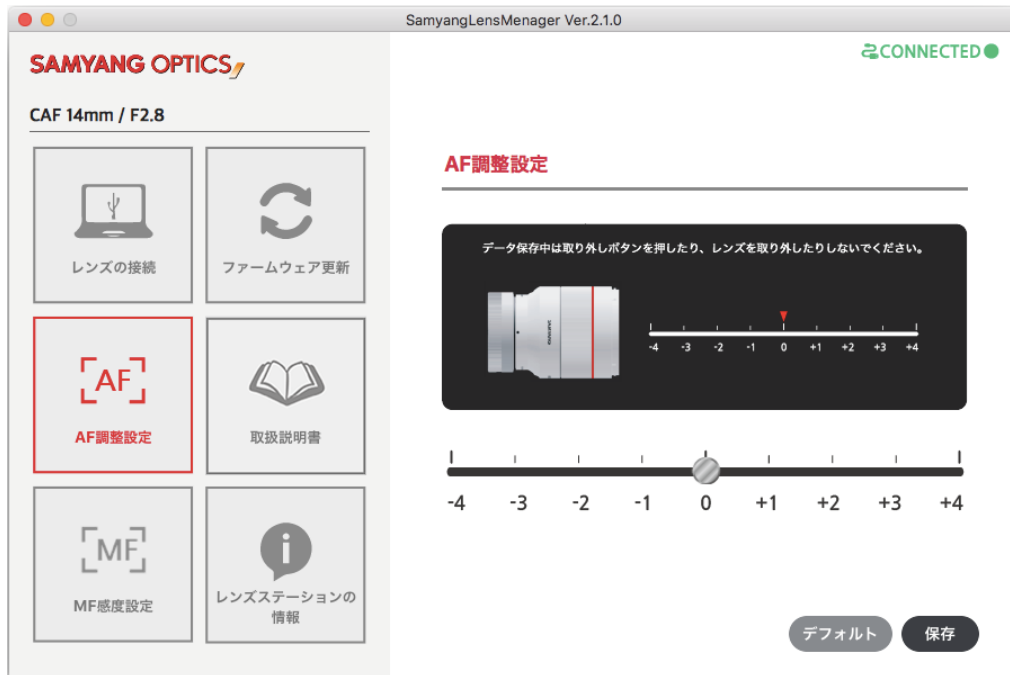 SamyangLensMenager Ver.2.1.0
SAMYANG OPTICS
CONNECTED
CAF 14mm / F2.8
レンズの接続
ファームウェア更新
AF
AF調整設定
取扱説明書
MF
MF感度設定
i
レンズステーションの
情報
AF調整設定
データ保存中は取り外しボタンを押したり、レンズを取り外したりしないでください。
SAMYANG
-4 -3 -2 -1 0 +1 +2 +3 +4
-4 -3 -2 -1 0 +1 +2 +3 +4
デフォルト
保存